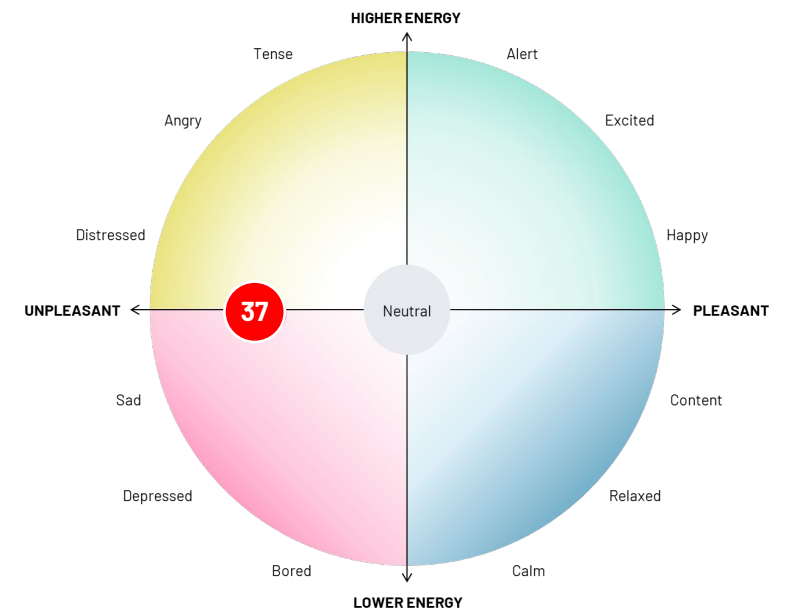 HIGHER ENERGY
Tense
Alert
Angry
Excited
Distressed
Happy
UNPLEASANT
37
Neutral
PLEASANT
Sad
Content
Depressed
Relaxed
Bored
Calm
LOWER ENERGY